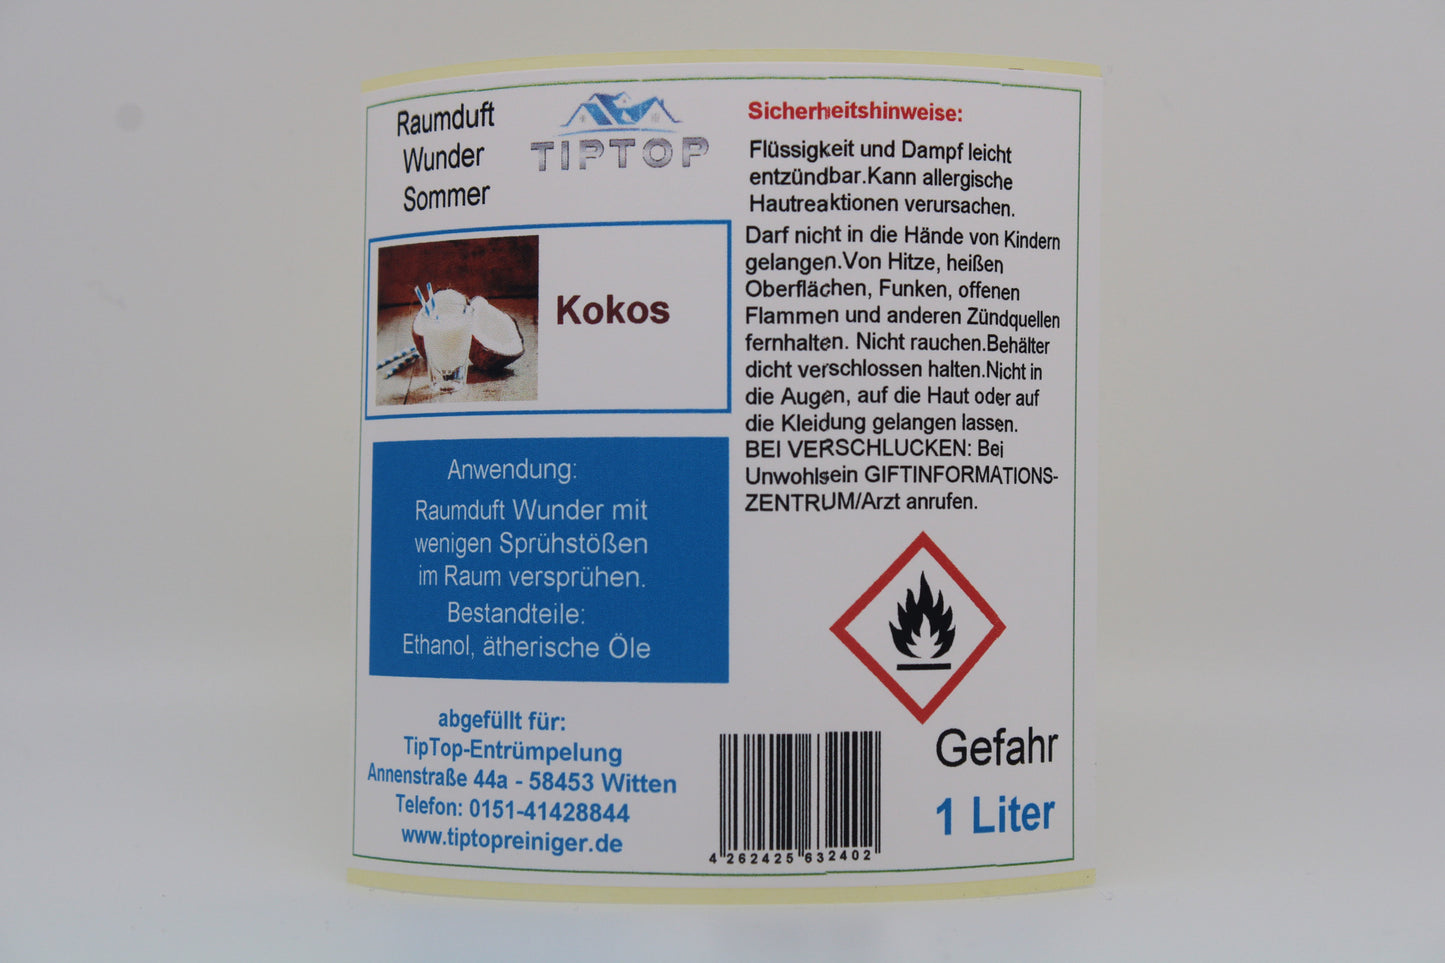 Raumduft
Wunder
Sommer
TIPTOP
Kokos
Anwendung:
Raumduft Wunder mit
wenigen Sprühstößen
im Raum versprühen.
Bestandteile:
Ethanol, ätherische Öle
abgefüllt für:
TipTop-Entrümpelung
Annenstraße 44a - 58453 Witten
Telefon: 0151-41428844
www.tiptopreiniger.de
Sicherheitshinweise:
Flüssigkeit und Dampf leicht
entzündbar.Kann allergische
Hautreaktionen verursachen.
Darf nicht in die Hände von Kindern
gelangen.Von Hitze, heißen
Oberflächen, Funken, offenen
Flammen und anderen Zündquellen
fernhalten. Nicht rauchen.Behälter
dicht verschlossen halten.Nicht in
die Augen, auf die Haut oder auf
die Kleidung gelangen lassen.
BEI VERSCHLUCKEN: Bei
Unwohlsein GIFTINFORMATIONS-
ZENTRUM/Arzt anrufen.
Gefahr
1 Liter
4 262425 632402